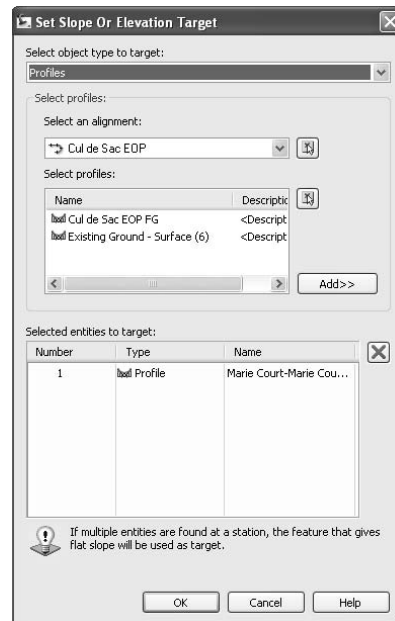 Set Slope Or Elevation Target
Select object type to target:
Profiles
Select profiles:
Select an alignment:
Cul de Sac EOP
Select profiles:
Name Descriptic
Cul de Sac EOP FG <Descript
Existing Ground - Surface (6) <Descript
Add>>
Selected entities to target:
Number Type Name
1 Profile Marie Court-Marie Cou...
If multiple entities are found at a station, the feature that gives
flat slope will be used as target.
OK Cancel Help